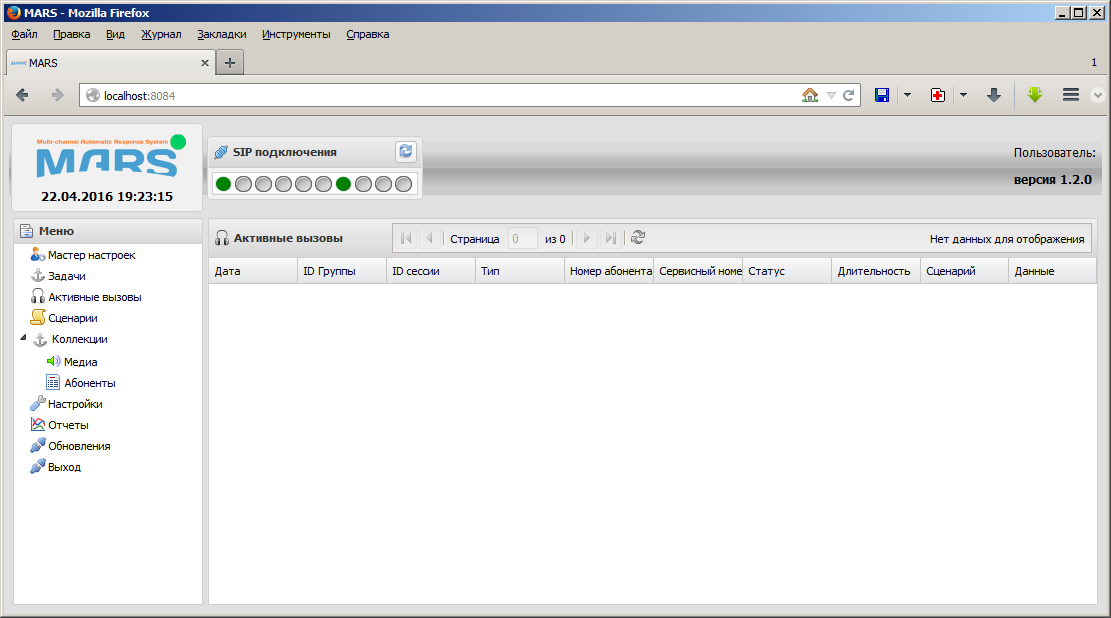 MARS - Mozilla Firefox
Файл Правка Вид Журнал Закладки Инструменты Справка
MARS 1
localhost:8084
Multi-channel Automatic Response System
MARS
22.04.2016 19:23:15
SIP подключения
Пользователь:
версия 1.2.0
Меню
Мастер настроек
Задачи
Активные вызовы
Сценарии
Коллекции
Медиа
Абоненты
Настройки
Отчеты
Обновления
Выход
Активные вызовы Страница 0 из 0 Нет данных для отображения
Дата ID Группы ID сессии Тип Номер абонента Сервисный номе Статус Длительность Сценарий Данные